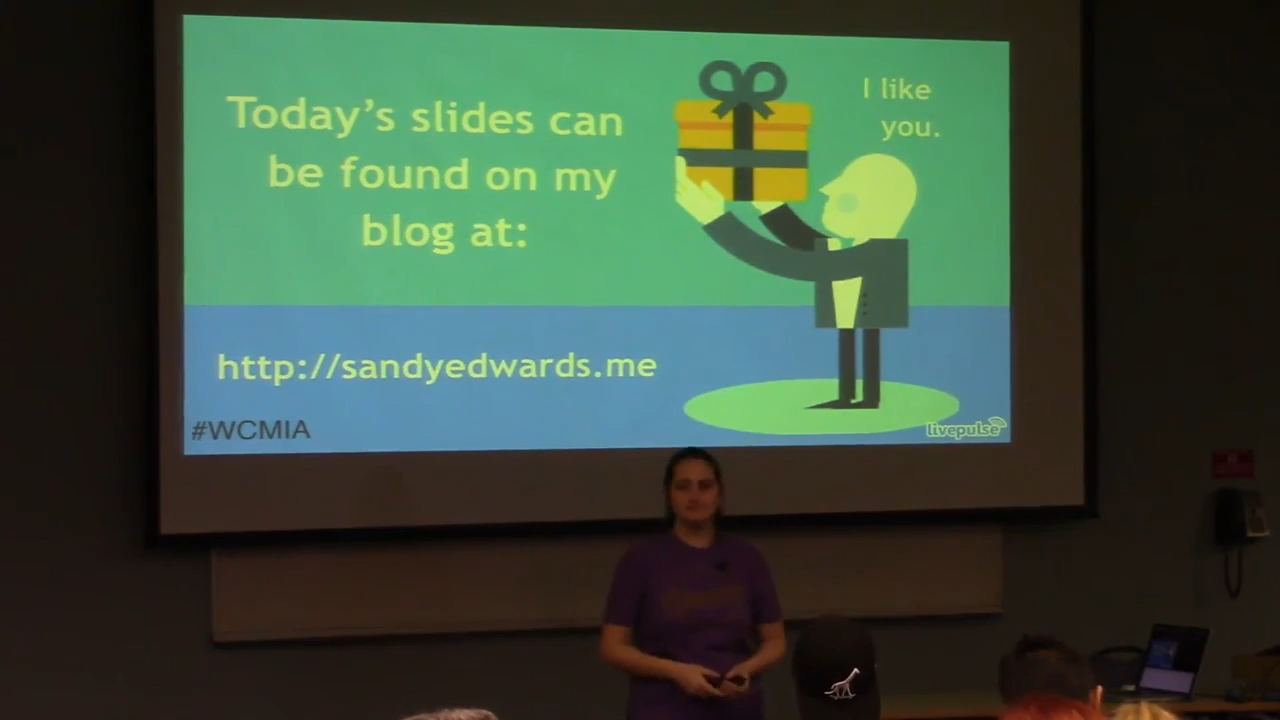 Today's slides can
be found on my
blog at:
I like
you.
http://sandyedwards.me
#WCMIA
livepulse